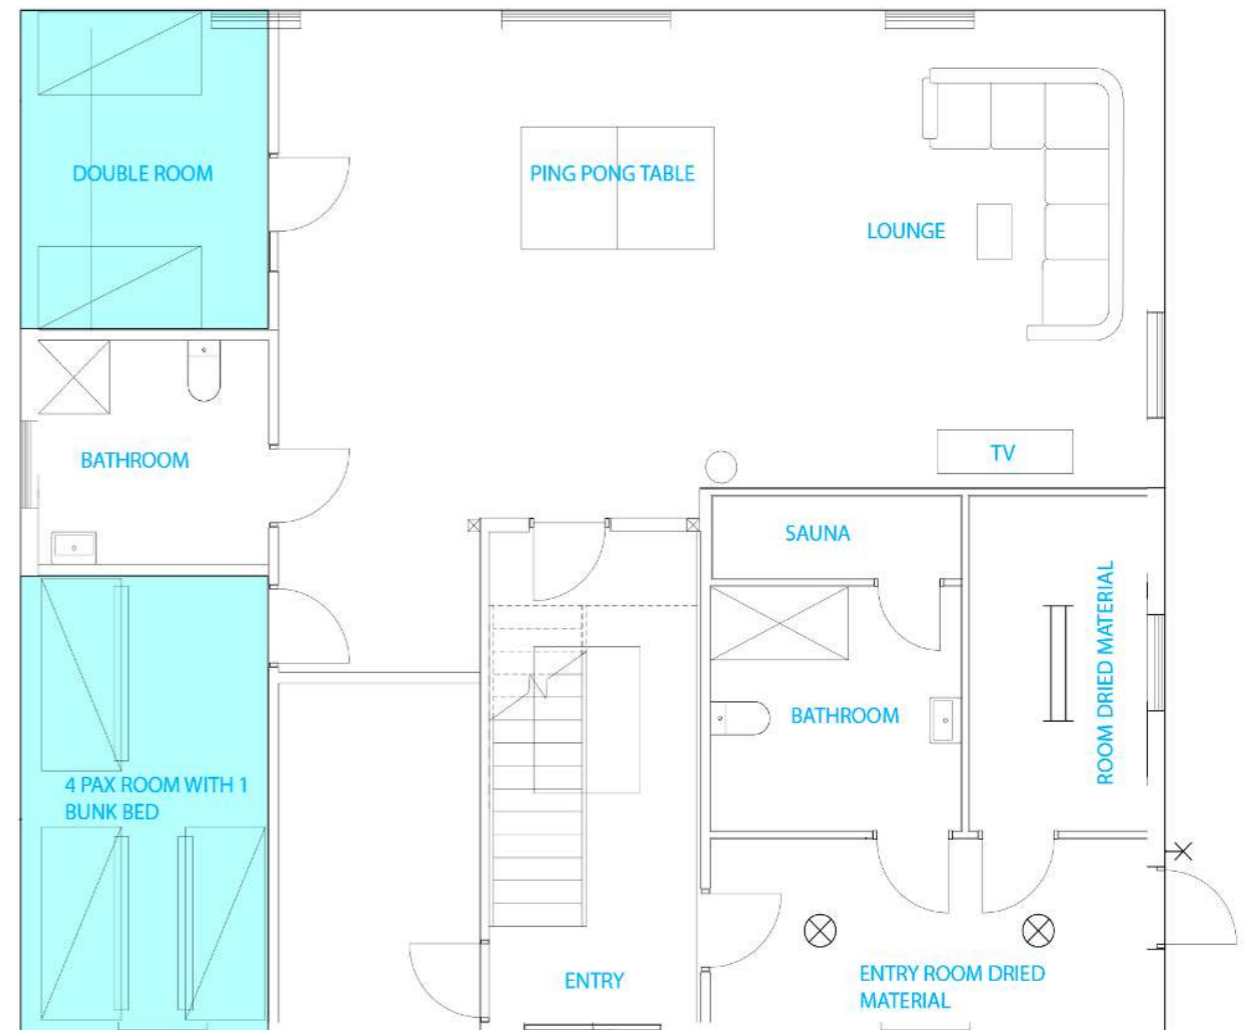 DOUBLE ROOM
PING PONG TABLE
LOUNGE
BATHROOM
TV
SAUNA
ROOM DRIED MATERIAL
BATHROOM
4 PAX ROOM WITH 1
BUNK BED
ENTRY
ENTRY ROOM DRIED
MATERIAL